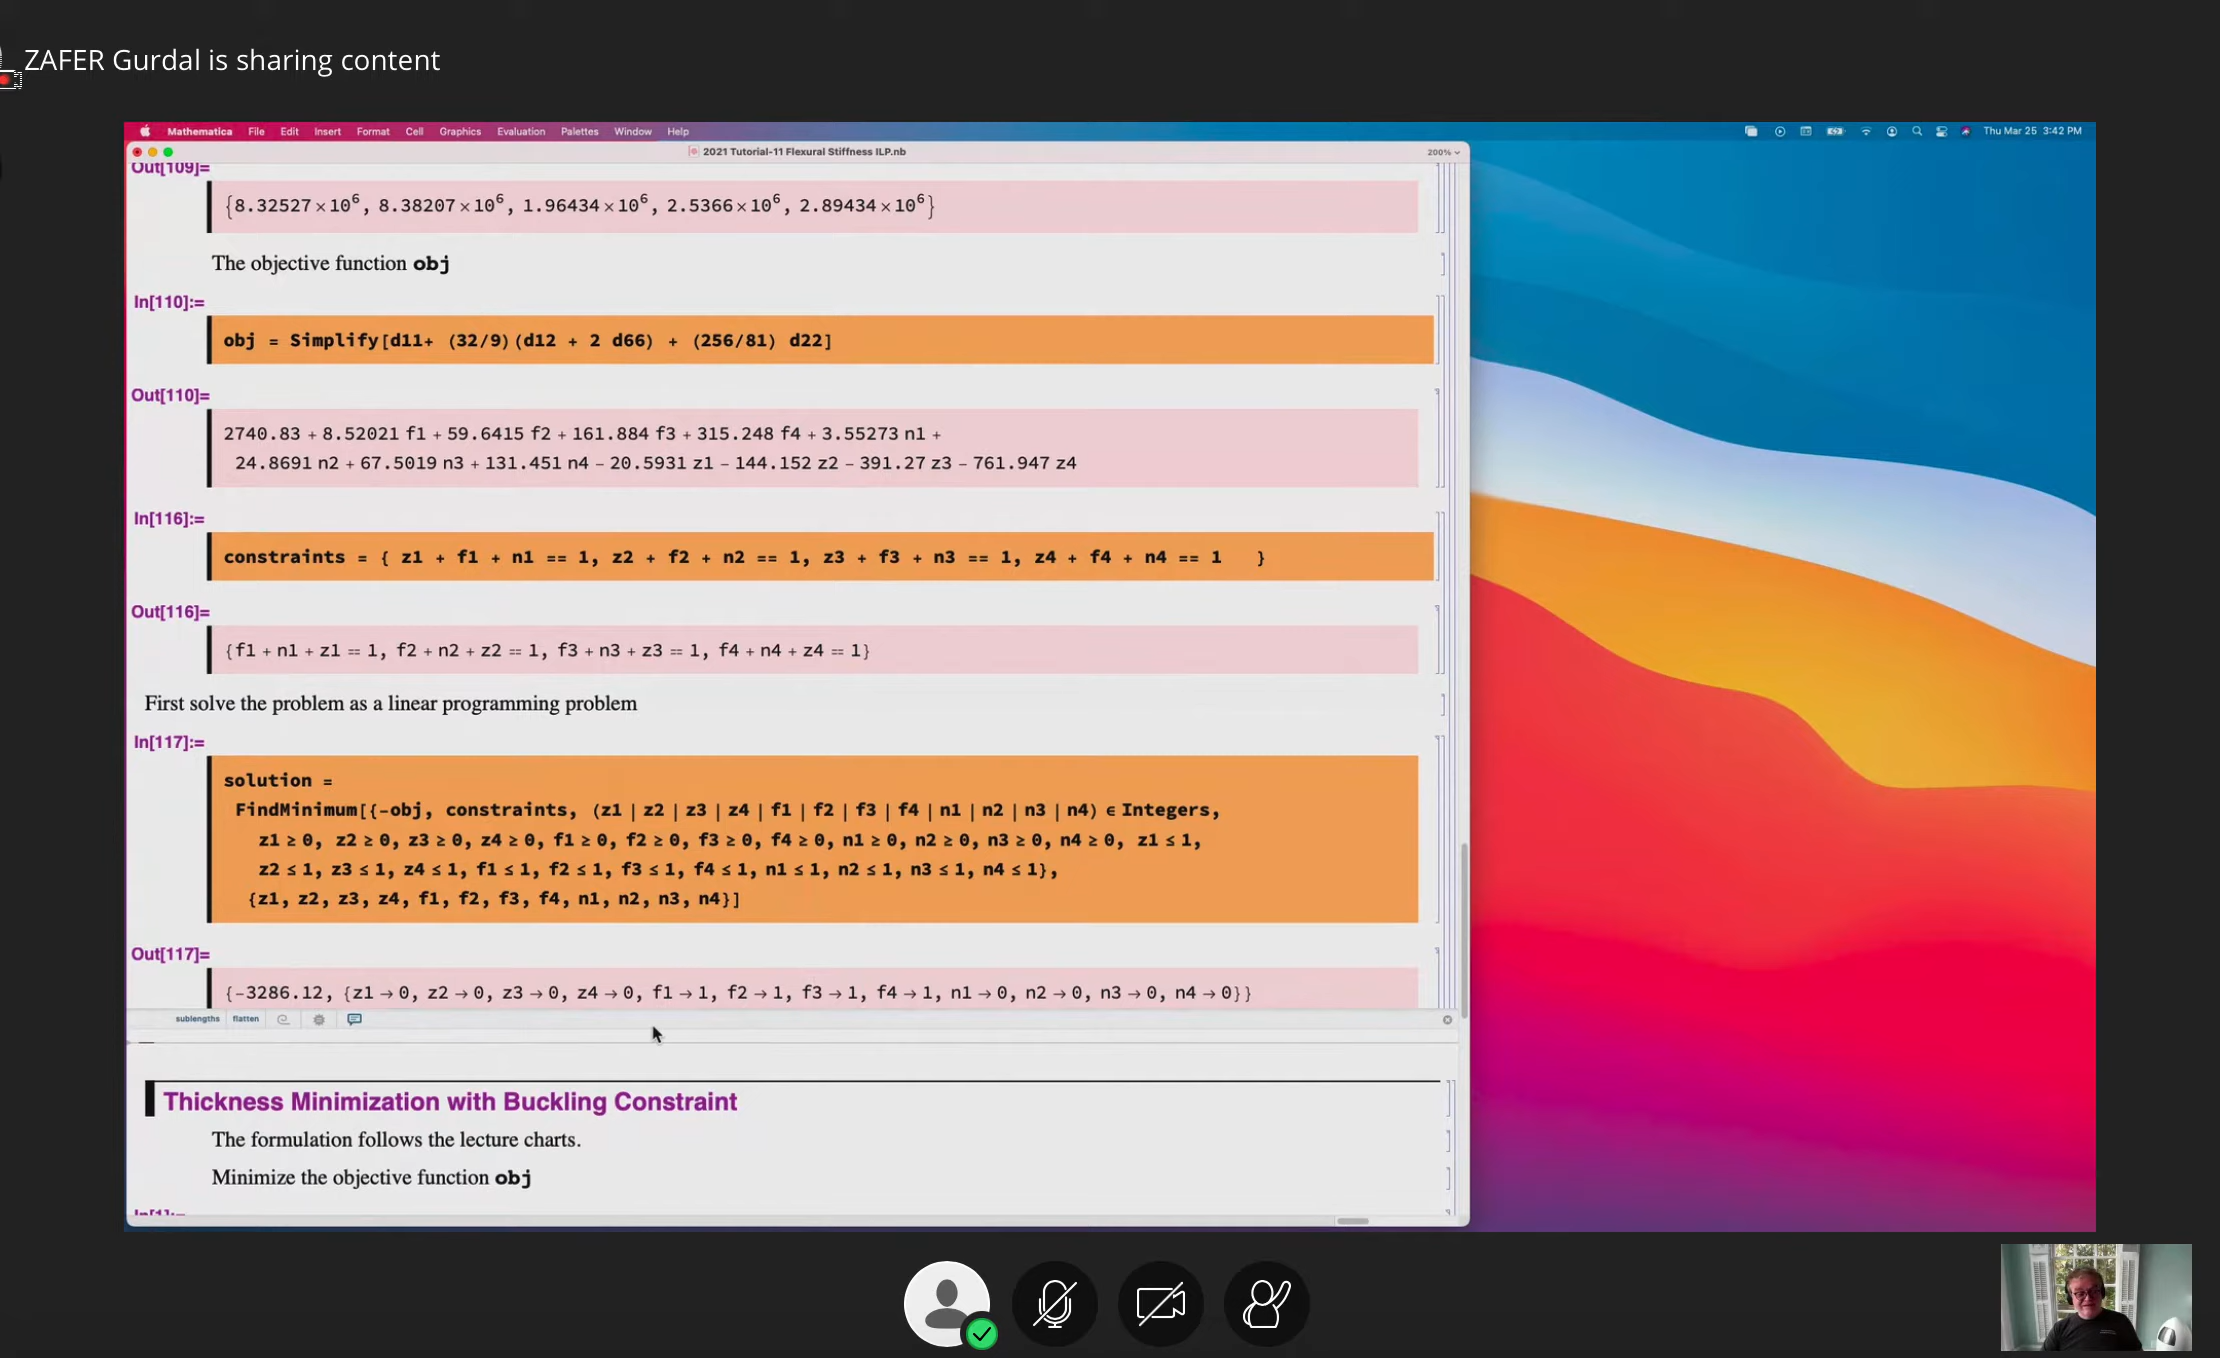 ZAFER Gurdal is sharing content
Mathematica File Edit Insert Format Cell Graphics Evaluation Palettes Window Help
Thu Mar 25 3:42 PM
2021 Tutorial-11 Flexural Stiffness ILP.nb
200%
Out[109]=
{8.32527×10^6, 8.38207×10^6, 1.96434×10^6, 2.5366×10^6, 2.89434×10^6}
The objective function obj
In[110]:=
obj = Simplify[d11+ (32/9)(d12 + 2 d66) + (256/81) d22]
Out[110]=
2740.83 + 8.52021 f1 + 59.6415 f2 + 161.884 f3 + 315.248 f4 + 3.55273 n1 +
24.8691 n2 + 67.5019 n3 + 131.451 n4 − 20.5931 z1 − 144.152 z2 − 391.27 z3 − 761.947 z4
In[116]:=
constraints = { z1 + f1 + n1 == 1, z2 + f2 + n2 == 1, z3 + f3 + n3 == 1, z4 + f4 + n4 == 1 }
Out[116]=
{f1 + n1 + z1 == 1, f2 + n2 + z2 == 1, f3 + n3 + z3 == 1, f4 + n4 + z4 == 1}
First solve the problem as a linear programming problem
In[117]:=
solution =
FindMinimum[{-obj, constraints, (z1 | z2 | z3 | z4 | f1 | f2 | f3 | f4 | n1 | n2 | n3 | n4) ∈ Integers,
z1 ≥ 0, z2 ≥ 0, z3 ≥ 0, z4 ≥ 0, f1 ≥ 0, f2 ≥ 0, f3 ≥ 0, f4 ≥ 0, n1 ≥ 0, n2 ≥ 0, n3 ≥ 0, n4 ≥ 0, z1 ≤ 1,
z2 ≤ 1, z3 ≤ 1, z4 ≤ 1, f1 ≤ 1, f2 ≤ 1, f3 ≤ 1, f4 ≤ 1, n1 ≤ 1, n2 ≤ 1, n3 ≤ 1, n4 ≤ 1},
{z1, z2, z3, z4, f1, f2, f3, f4, n1, n2, n3, n4}]
Out[117]=
{−3286.12, {z1 → 0, z2 → 0, z3 → 0, z4 → 0, f1 → 1, f2 → 1, f3 → 1, f4 → 1, n1 → 0, n2 → 0, n3 → 0, n4 → 0}}
sublengths flatten
Thickness Minimization with Buckling Constraint
The formulation follows the lecture charts.
Minimize the objective function obj
In[1]:=